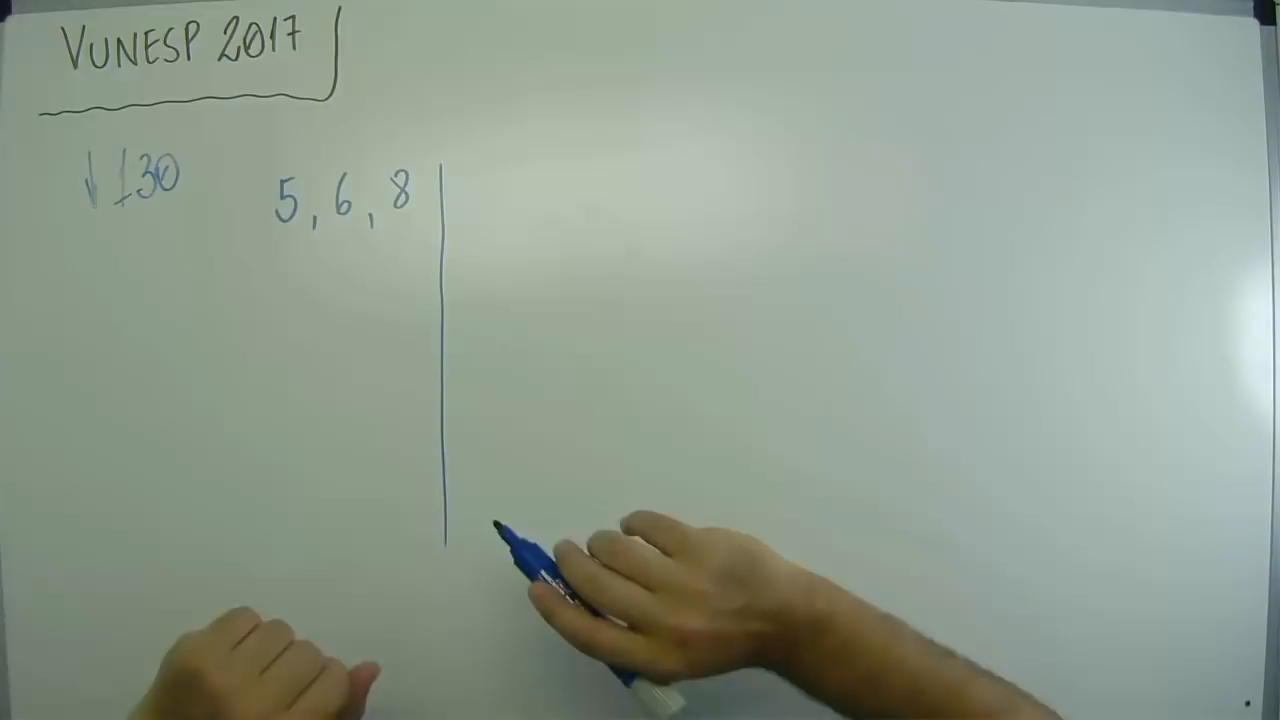 VUNESP 2017
↓ 130
5, 6, 8